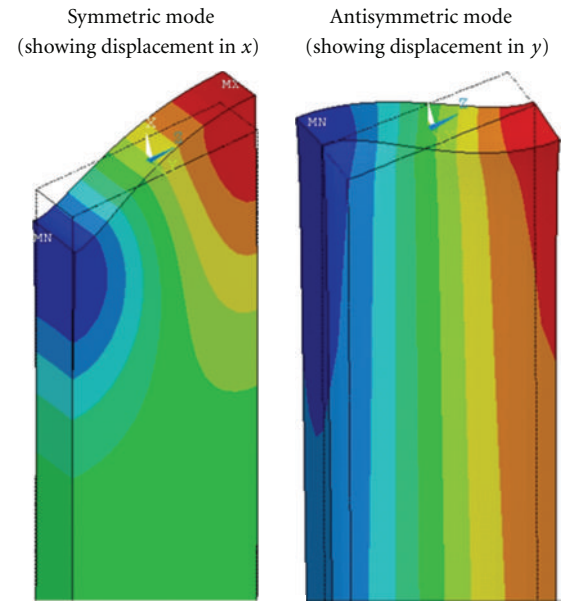 Symmetric mode
(showing displacement in x)
Antisymmetric mode
(showing displacement in y)
MX
MN
MN
Z